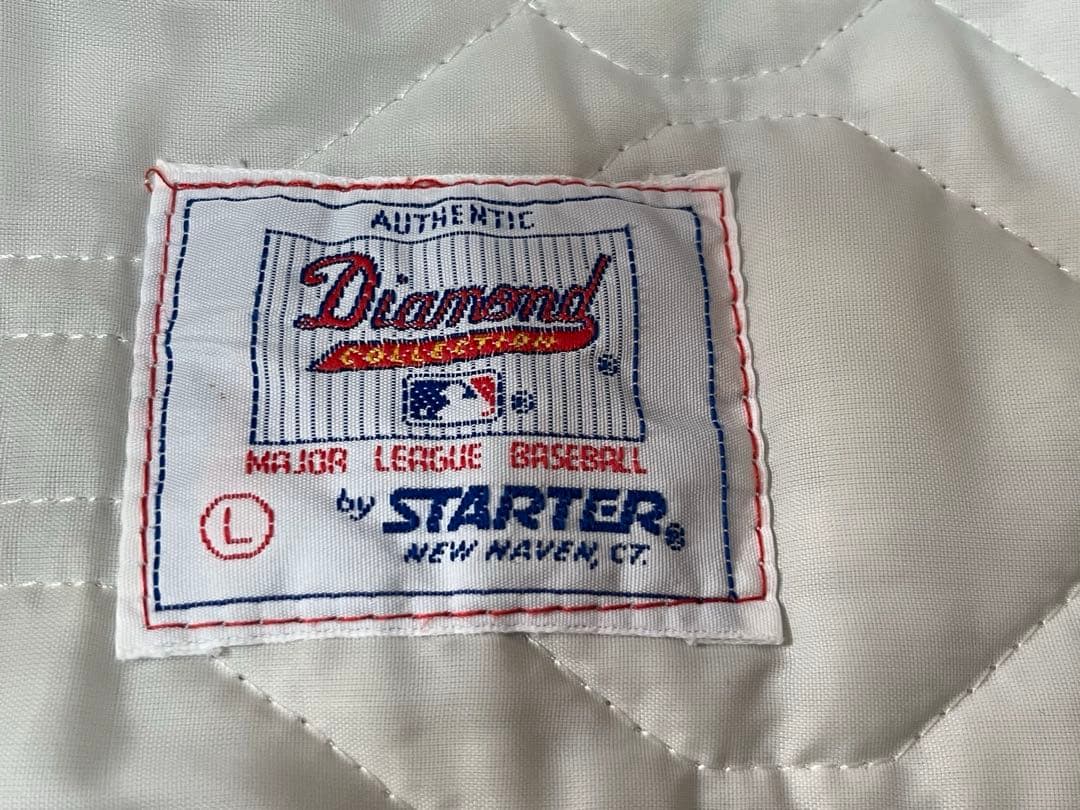 AUTHENTIC
Diamond
COLLECTION ®
®
MAJOR LEAGUE BASEBALL
by STARTER®
L
NEW HAVEN, CT.